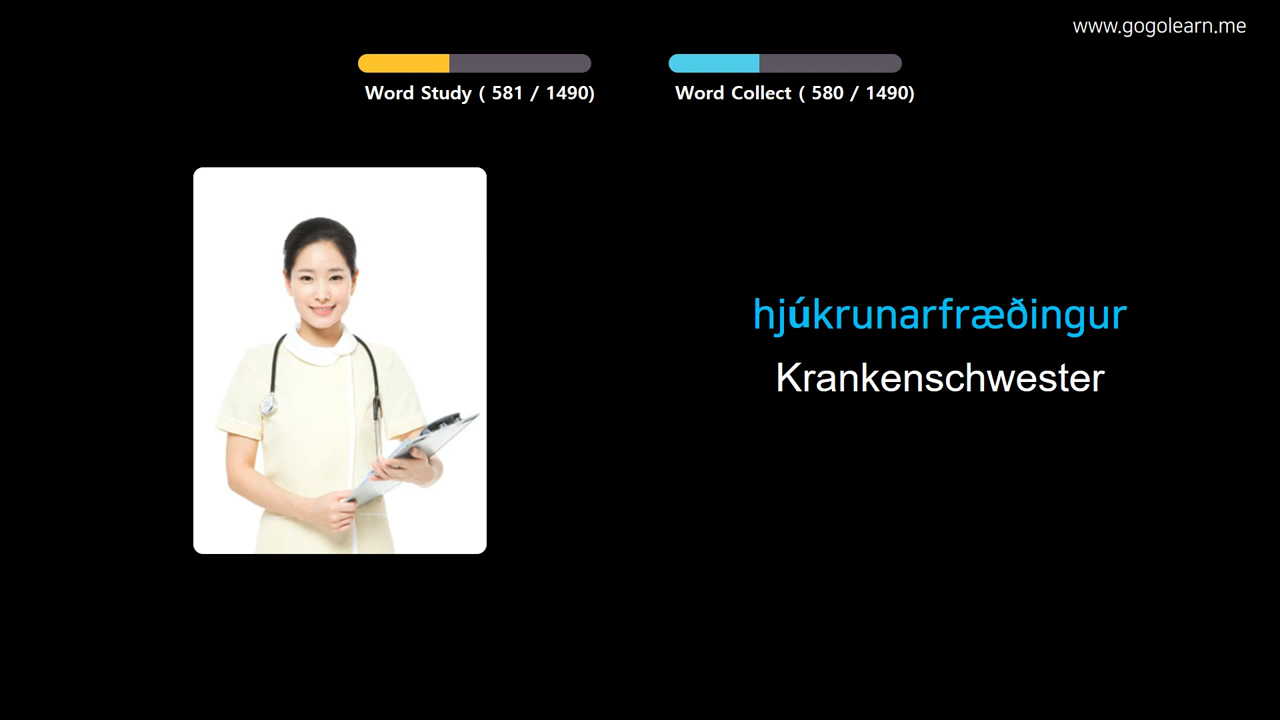 www.gogolearn.me
Word Study ( 581 / 1490)
Word Collect ( 580 / 1490)
hjúkrunarfræðingur
Krankenschwester